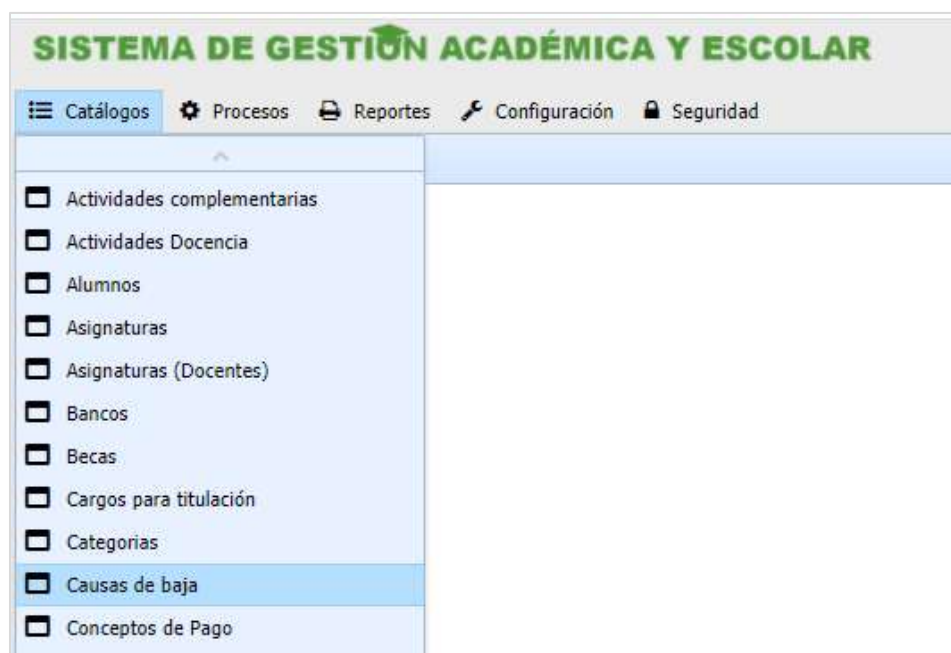 SISTEMA DE GESTIÓN ACADÉMICA Y ESCOLAR
Catálogos Procesos Reportes Configuración Seguridad
Actividades complementarias
Actividades Docencia
Alumnos
Asignaturas
Asignaturas (Docentes)
Bancos
Becas
Cargos para titulación
Categorias
Causas de baja
Conceptos de Pago